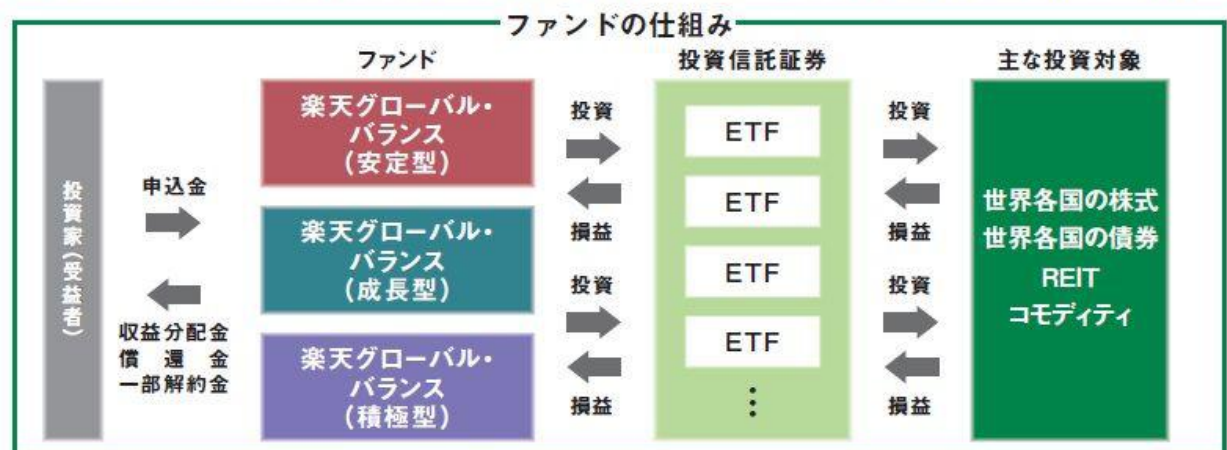 ファンドの仕組み
ファンド
投資信託証券
主な投資対象
投資家(受益者)
申込金
収益分配金
償還金
一部解約金
楽天グローバル・
バランス
(安定型)
楽天グローバル・
バランス
(成長型)
楽天グローバル・
バランス
(積極型)
投資
損益
投資
損益
ETF
ETF
ETF
ETF
⋮
投資
損益
投資
損益
世界各国の株式
世界各国の債券
REIT
コモディティ